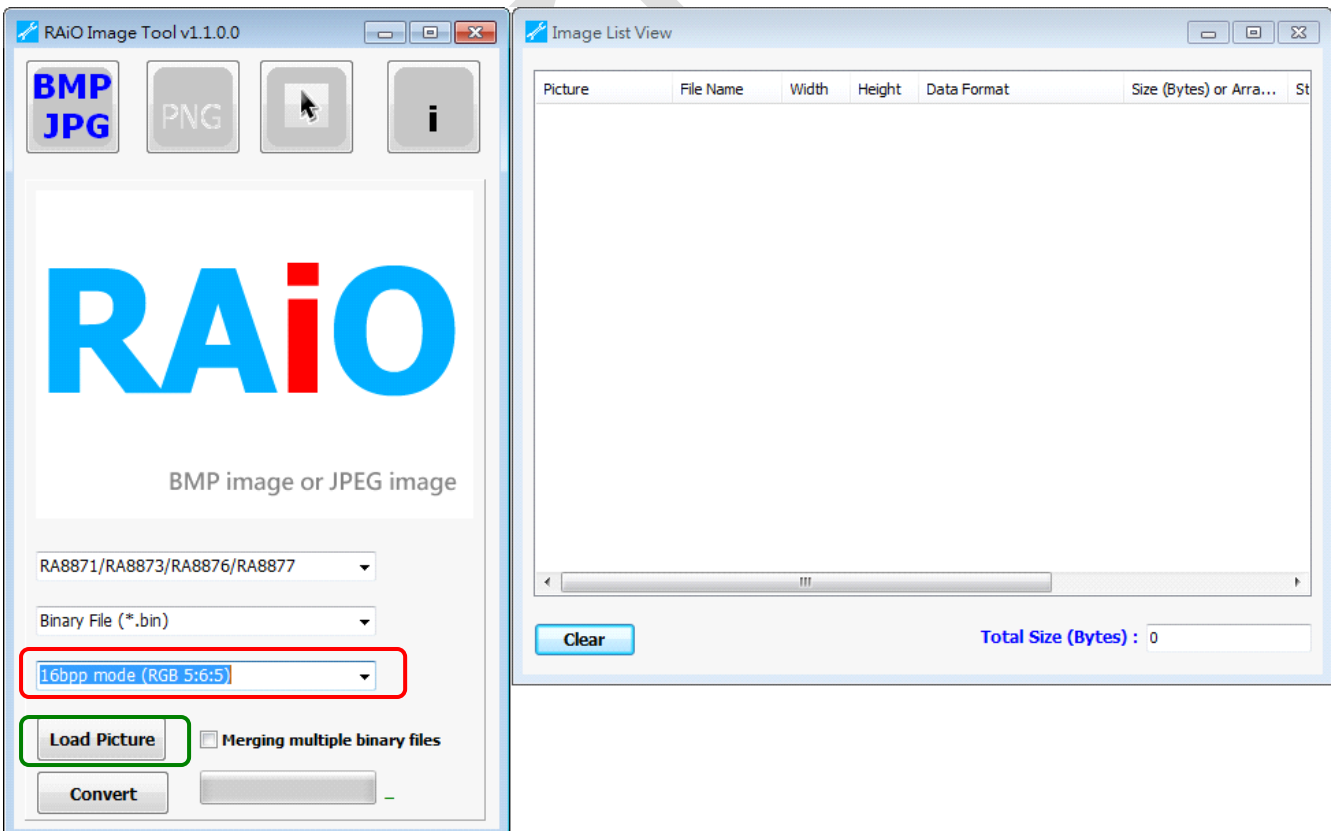 RAiO Image Tool v1.1.0.0
BMP
JPG
PNG
i
RAiO
BMP image or JPEG image
RA8871/RA8873/RA8876/RA8877
Binary File (*.bin)
16bpp mode (RGB 5:6:5)
Load Picture
Merging multiple binary files
Convert
Image List View
Picture File Name Width Height Data Format Size (Bytes) or Arra... St
Clear
Total Size (Bytes) : 0